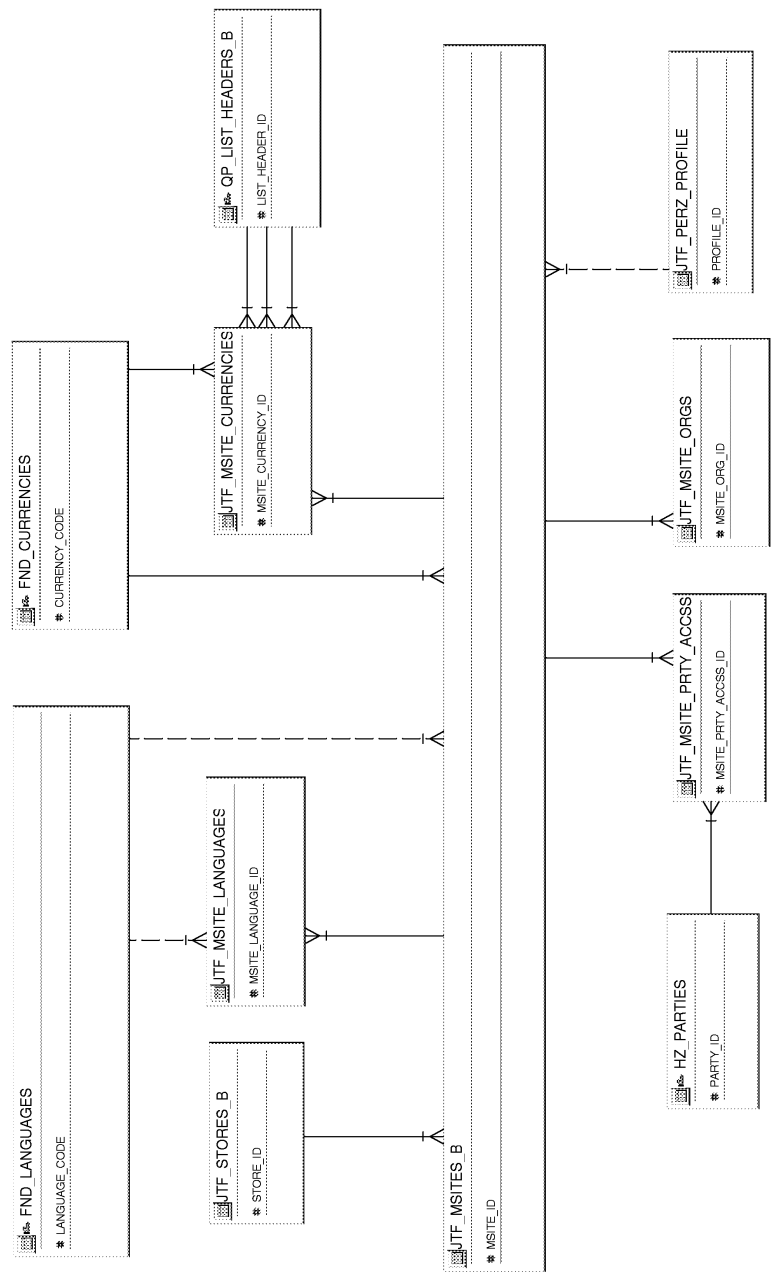 FND_LANGUAGES
# LANGUAGE_CODE
FND_CURRENCIES
# CURRENCY_CODE
JTF_STORES_B
# STORE_ID
JTF_MSITE_LANGUAGES
# MSITE_LANGUAGE_ID
JTF_MSITE_CURRENCIES
# MSITE_CURRENCY_ID
QP_LIST_HEADERS_B
# LIST_HEADER_ID
JTF_MSITES_B
# MSITE_ID
HZ_PARTIES
# PARTY_ID
JTF_MSITE_PRTY_ACCSS
# MSITE_PRTY_ACCSS_ID
JTF_MSITE_ORGS
# MSITE_ORG_ID
JTF_PERZ_PROFILE
# PROFILE_ID